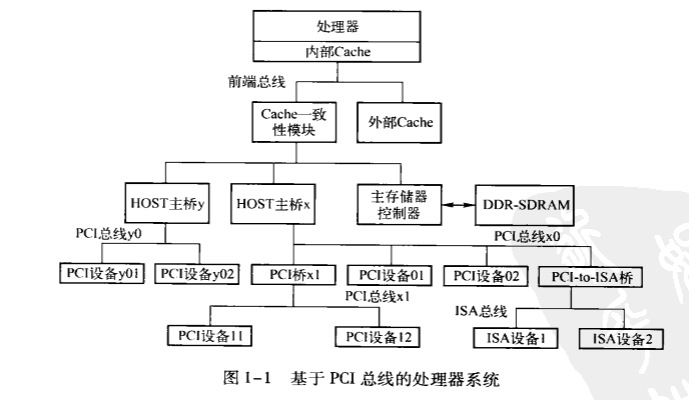 处理器
内部Cache
前端总线
Cache一致
性模块
外部Cache
HOST主桥y
HOST主桥x
主存储器
控制器
DDR-SDRAM
PCI总线y0
PCI总线x0
PCI设备y01
PCI设备y02
PCI桥x1
PCI设备01
PCI设备02
PCI-to-ISA桥
PCI总线x1
ISA总线
PCI设备11
PCI设备12
ISA设备1
ISA设备2
图 I-1 基于 PCI 总线的处理器系统